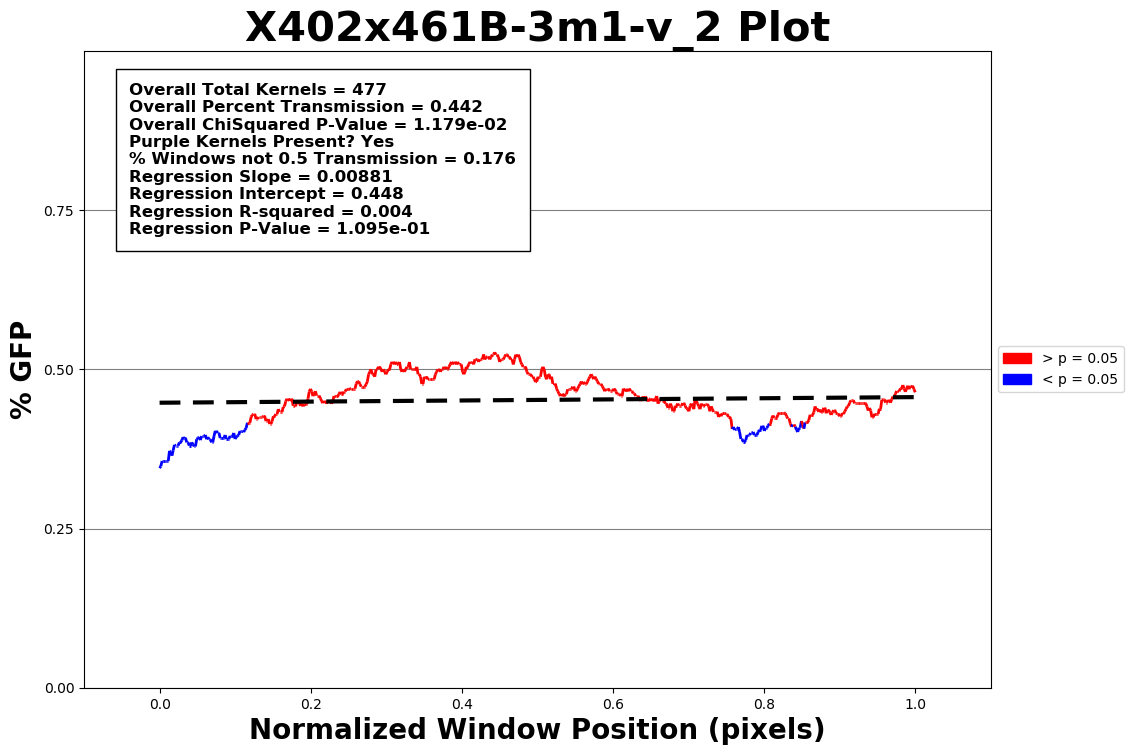 X402x461B-3m1-v_2 Plot
Overall Total Kernels = 477
Overall Percent Transmission = 0.442
Overall ChiSquared P-Value = 1.179e-02
Purple Kernels Present? Yes
% Windows not 0.5 Transmission = 0.176
Regression Slope = 0.00881
Regression Intercept = 0.448
Regression R-squared = 0.004
Regression P-Value = 1.095e-01
% GFP
0.75
0.50
0.25
0.00
> p = 0.05
< p = 0.05
0.0 0.2 0.4 0.6 0.8 1.0
Normalized Window Position (pixels)